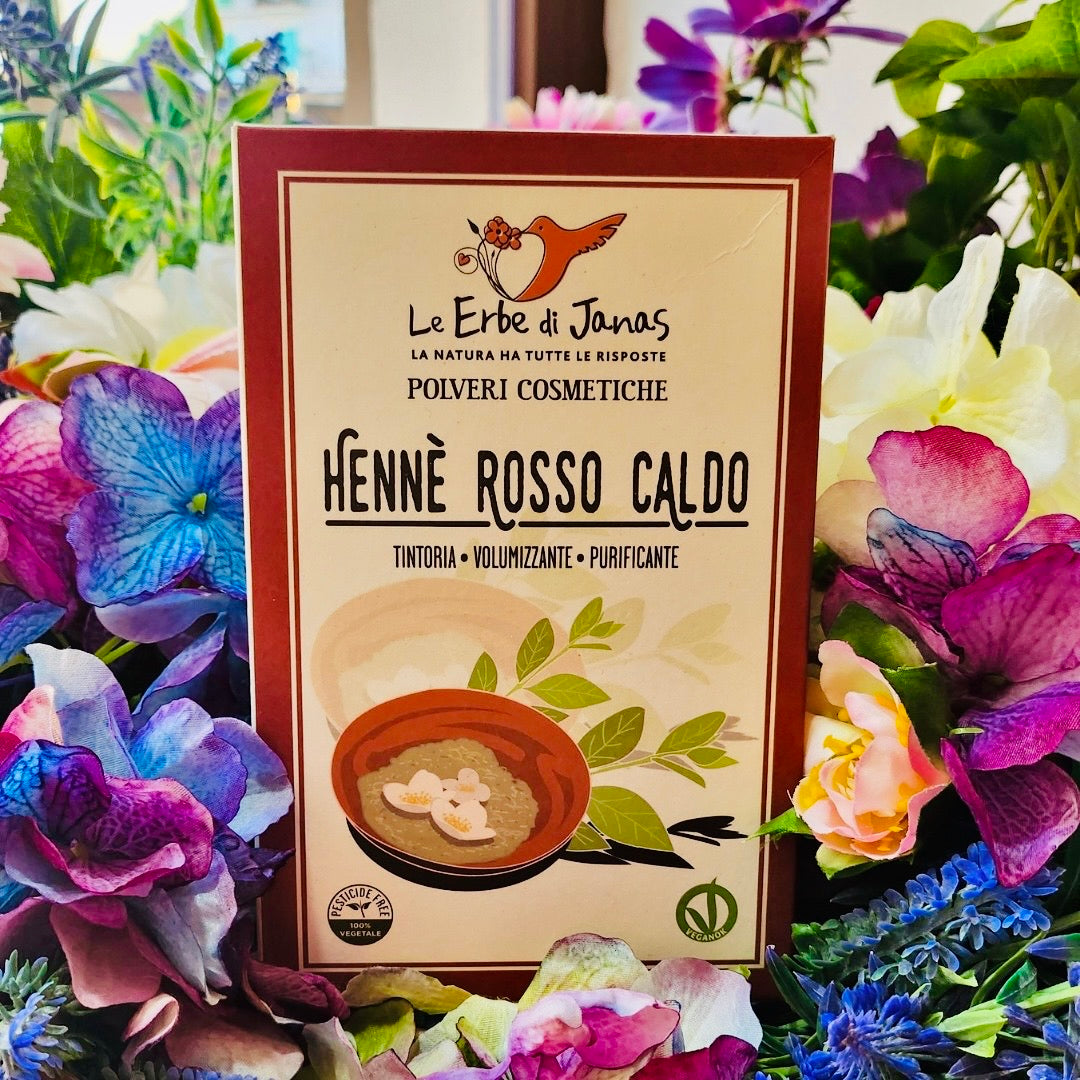 Le Erbe di Janas
LA NATURA HA TUTTE LE RISPOSTE
POLVERI COSMETICHE
HENNÈ ROSSO CALDO
TINTORIA • VOLUMIZZANTE • PURIFICANTE
PESTICIDE FREE
100%
VEGETALE
VEGANOK